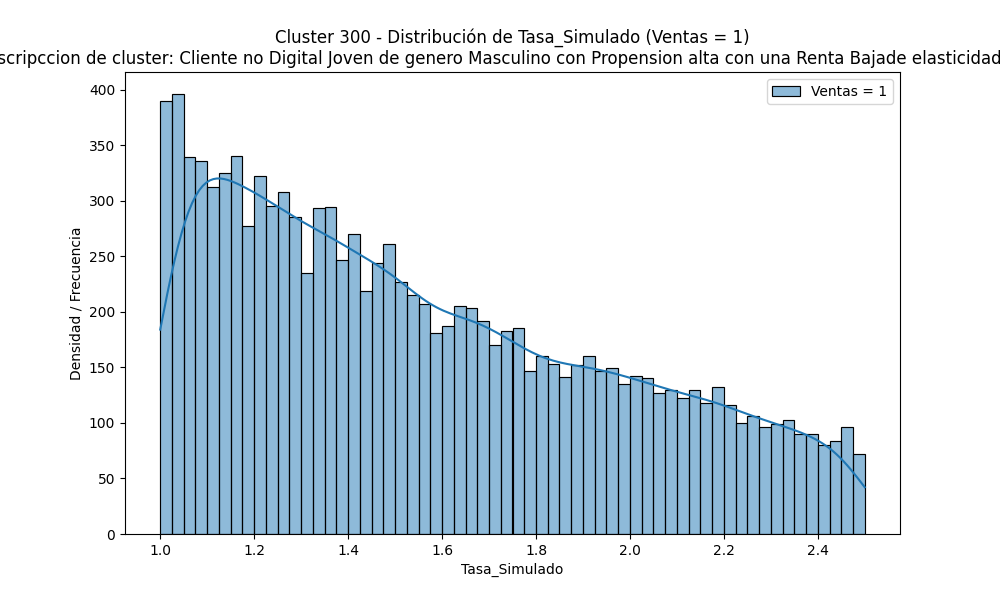 Cluster 300 - Distribución de Tasa_Simulado (Ventas = 1)
scripccion de cluster: Cliente no Digital Joven de genero Masculino con Propension alta con una Renta Bajade elasticidad
Ventas = 1
Densidad / Frecuencia
400
350
300
250
200
150
100
50
0
1.0 1.2 1.4 1.6 1.8 2.0 2.2 2.4
Tasa_Simulado